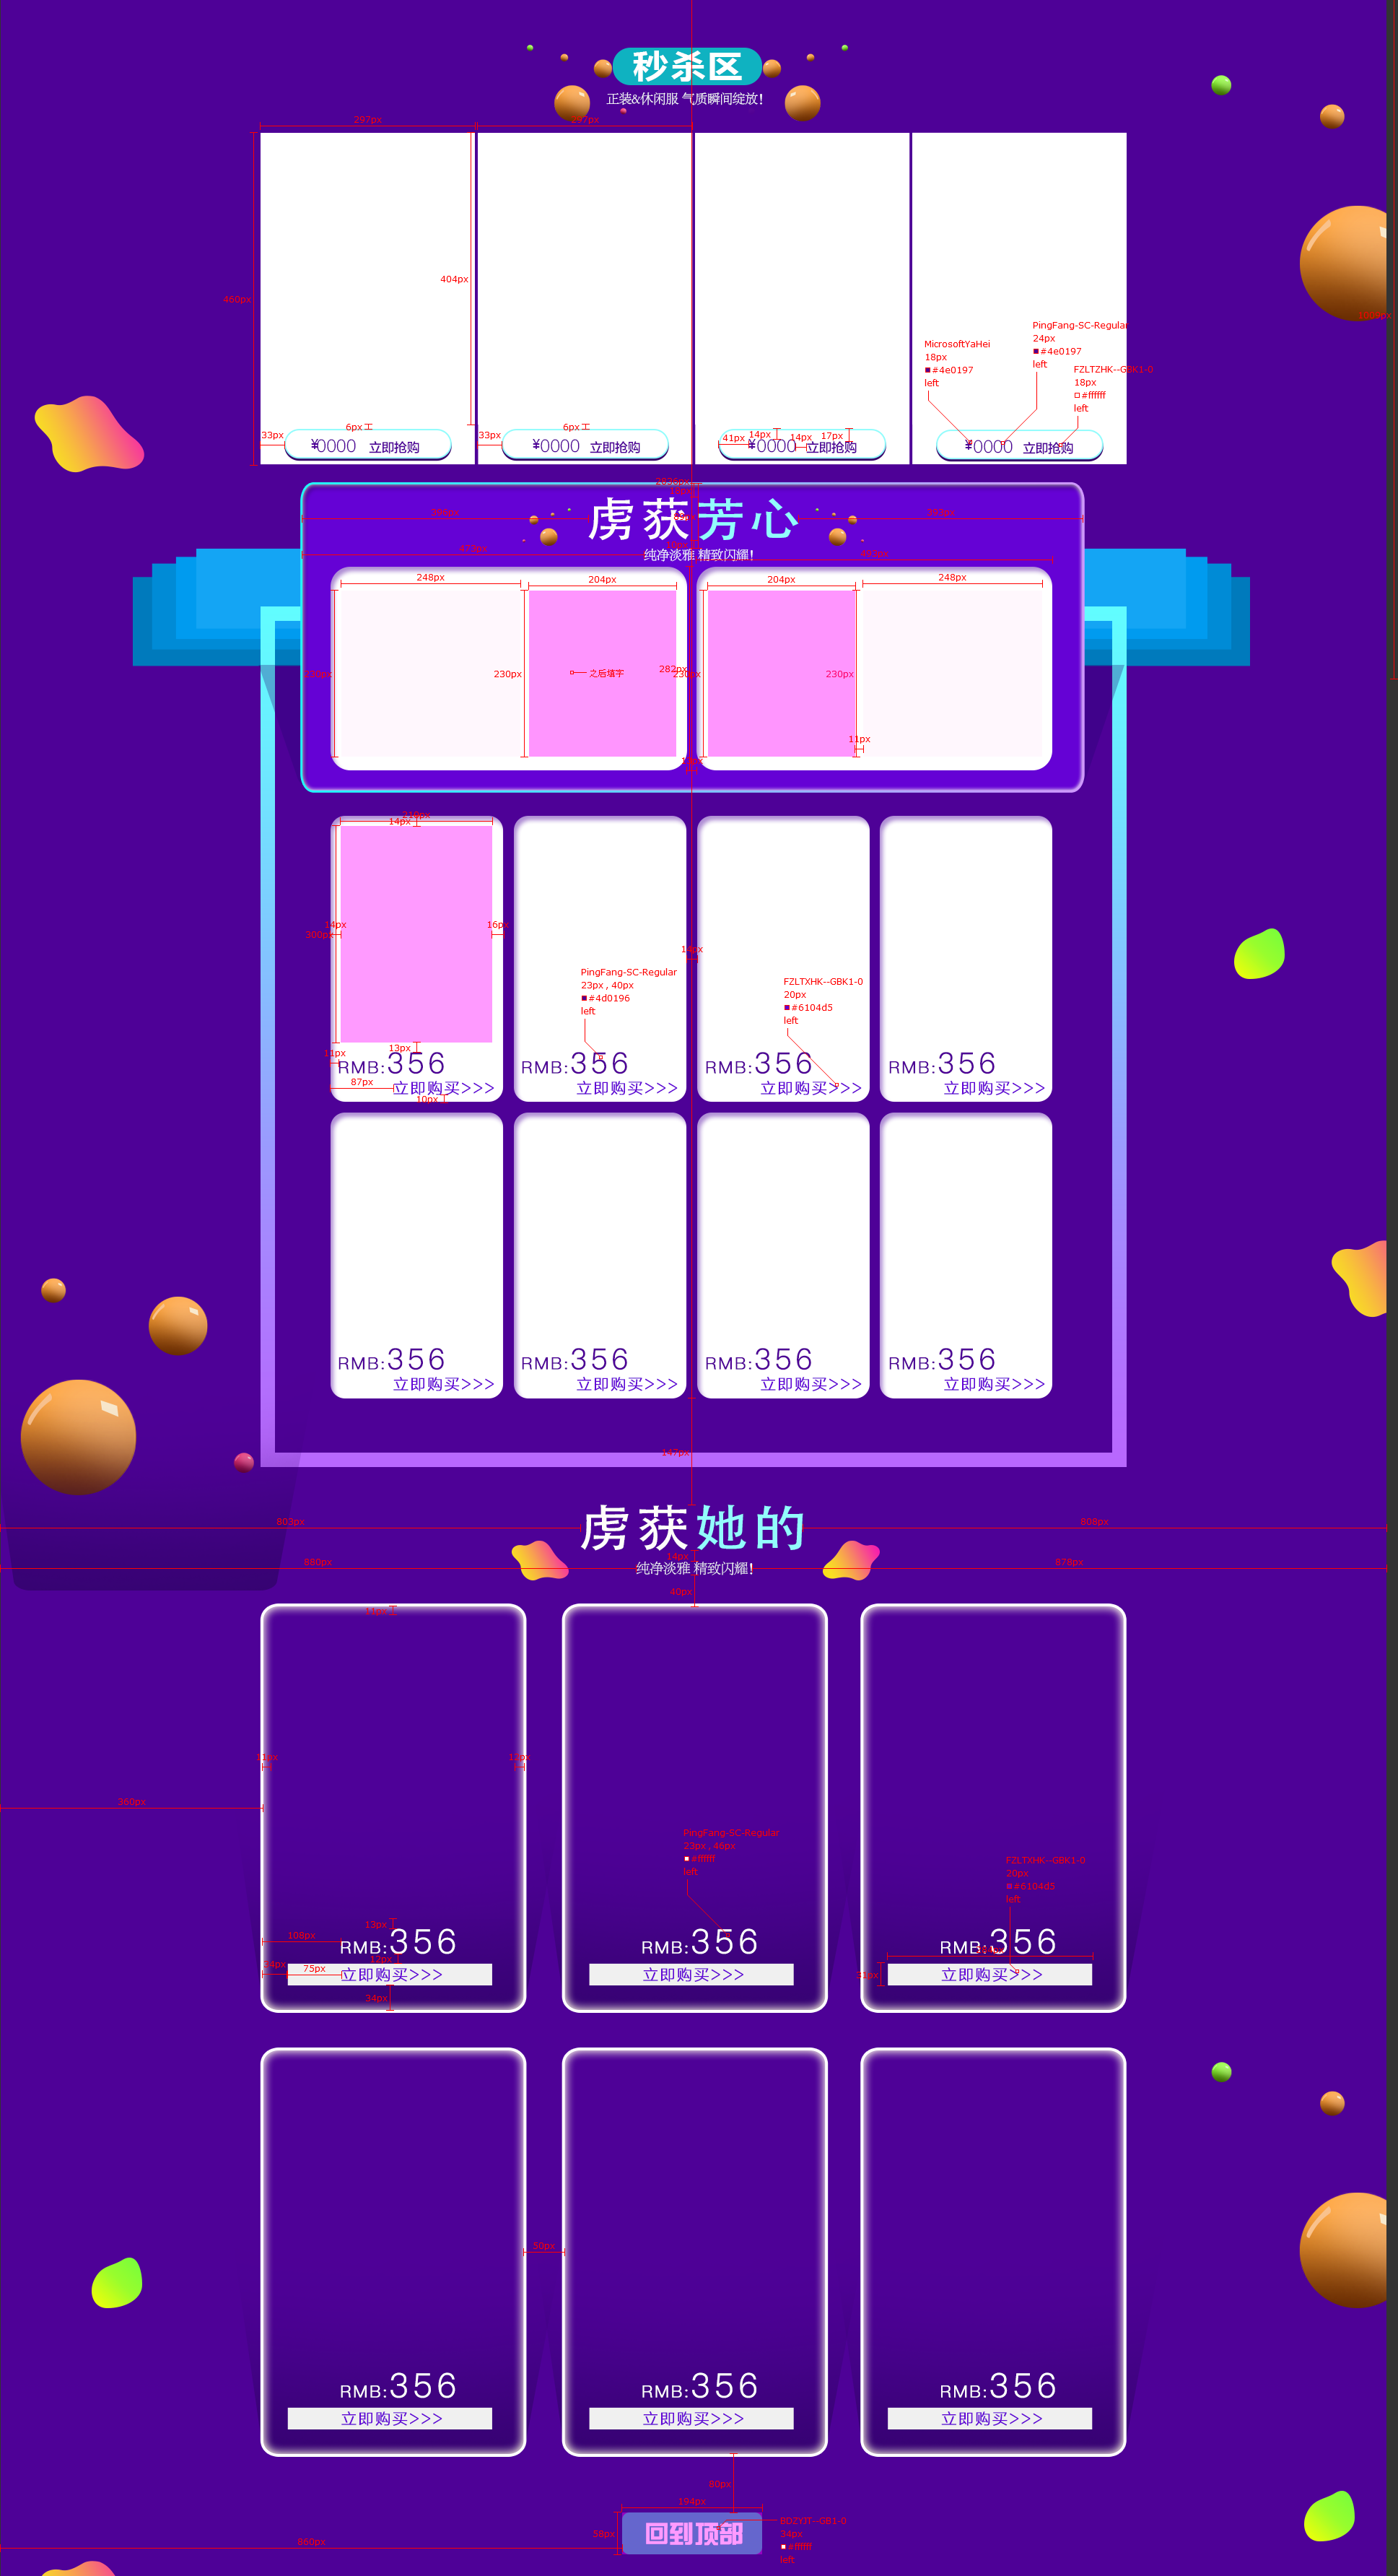 秒杀区
正装&休闲服 气质瞬间绽放!
297px
460px
404px
MicrosoftYaHei
18px
#4e0197
left
PingFang-SC-Regular
24px
#4e0197
left
FZLTZHK--GBK1-0
18px
#ffffff
left
33px
6px
33px
6px
41px
14px
14px
17px
¥0000 立即抢购
¥0000 立即抢购
¥0000 立即抢购
¥0000 立即抢购
虏获芳心
纯净淡雅 精致闪耀!
248px
204px
204px
248px
230px
之后填字
282px
230px
230px
11px
14px
14px
16px
300px
14px
PingFang-SC-Regular
23px , 40px
#4d0196
left
FZLTXHK--GBK1-0
20px
#6104d5
left
13px
11px
87px
10px
RMB:356
立即购买>>>
RMB:356
立即购买>>>
RMB:356
立即购买>>>
RMB:356
立即购买>>>
RMB:356
立即购买>>>
RMB:356
立即购买>>>
RMB:356
立即购买>>>
RMB:356
立即购买>>>
147px
虏获她的
803px
808px
纯净淡雅 精致闪耀!
880px
14px
878px
40px
11px
360px
PingFang-SC-Regular
23px , 46px
#ffffff
left
FZLTXHK--GBK1-0
20px
#6104d5
left
13px
108px
12px
75px
34px
RMB:356
立即购买>>>
RMB:356
立即购买>>>
RMB:356
立即购买>>>
50px
RMB:356
立即购买>>>
RMB:356
立即购买>>>
RMB:356
立即购买>>>
80px
194px
58px
860px
回到顶部
BDZYJT--GB1-0
34px
#ffffff
left